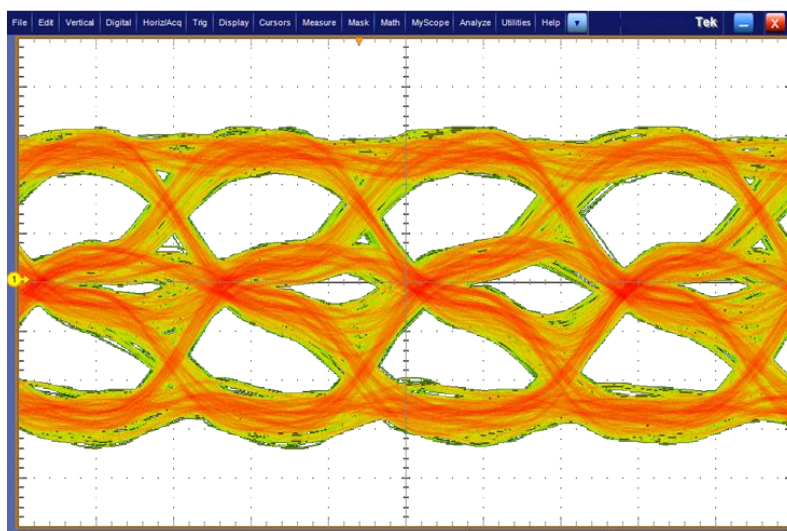 File Edit Vertical Digital Horiz/Acq Trig Display Cursors Measure Mask Math MyScope Analyze Utilities Help Tek X
1